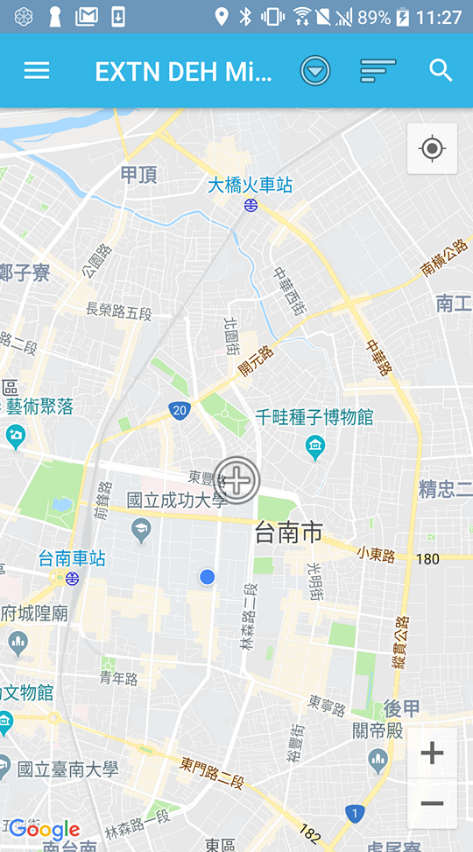 89% 11:27
EXTN DEH Mi...
甲頂
大橋火車站
鄭子寮
公園路
南橫公路
中華西街
長榮路五段
北園街
南工
路二段
開元路
中華路
區
藝術聚落
20
千畦種子博物館
東豐路
精忠二
國立成功大學
前鋒路
台南市
台南車站
小東路
180
光明街
府城隍廟
林森路二段
縱貫公路
青年路
文物館
東寧路
後甲
關帝殿
裕豐街
國立臺南大學
東門路二段
1
Google
林森路一段
182
南台南
東區
虎尾寮